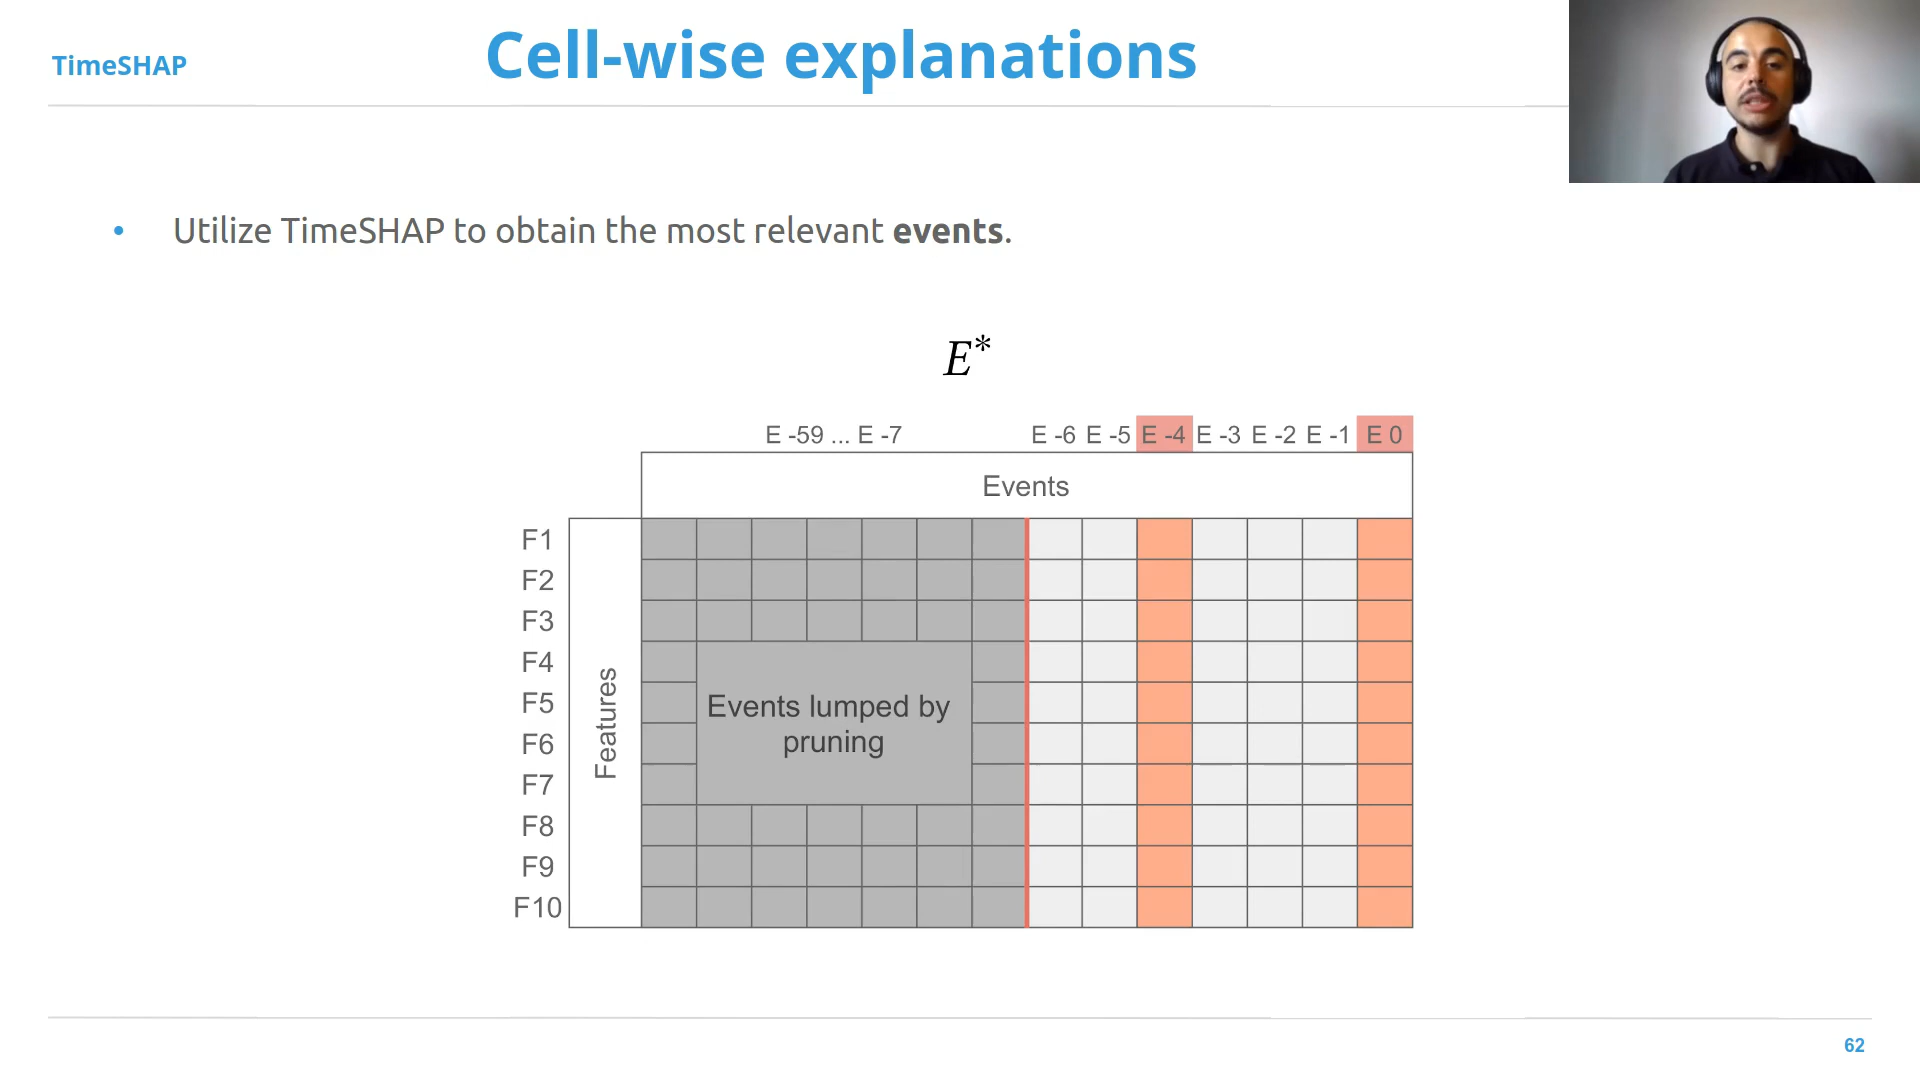 TimeSHAP
Cell-wise explanations
• Utilize TimeSHAP to obtain the most relevant events.
E*
E -59 ... E -7 E -6 E -5 E -4 E -3 E -2 E -1 E 0
Events
F1
F2
F3
F4
F5
F6
F7
F8
F9
F10
Features
Events lumped by
pruning
62